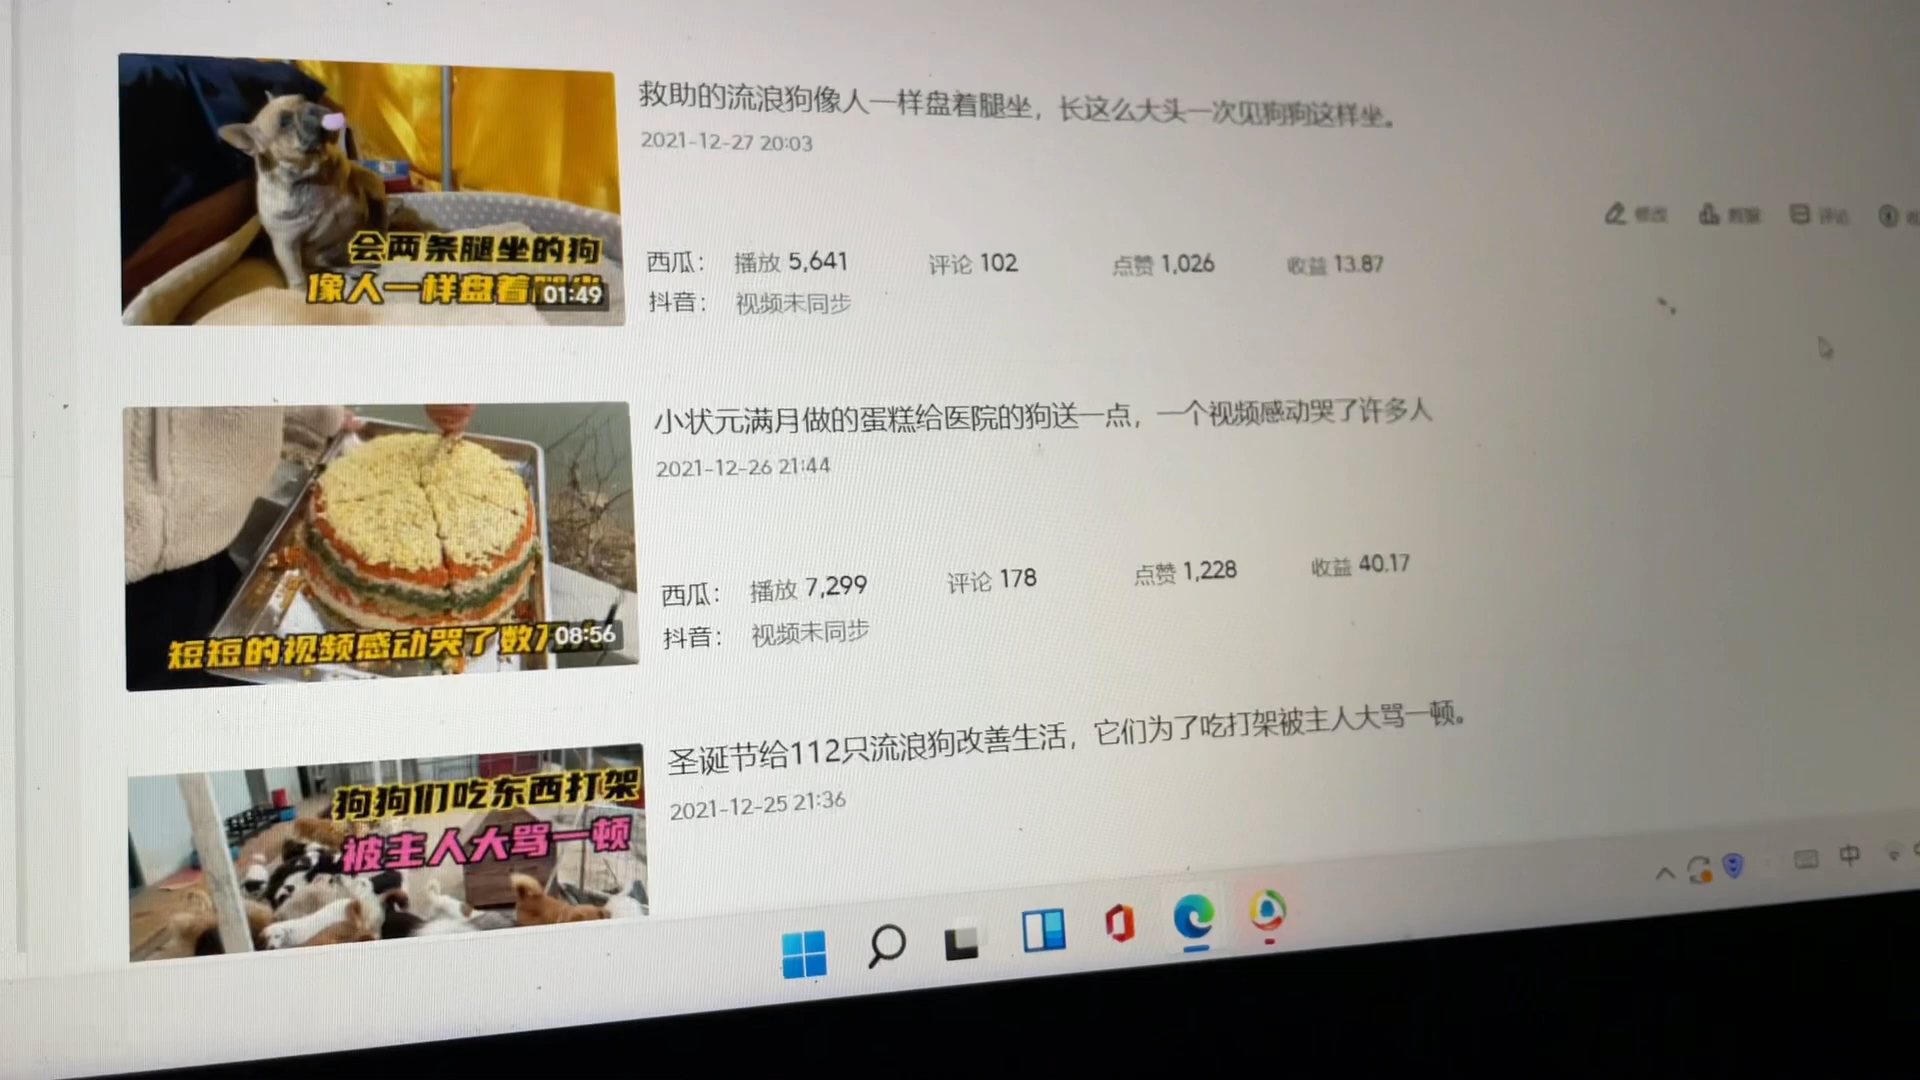 救助的流浪狗像人一样盘着腿坐，长这么大头一次见狗狗这样坐。
2021-12-27 20:03
会两条腿坐的狗
像人一样盘着
01:49
修改 数据 评论
西瓜： 播放 5,641 评论 102 点赞 1,026 收益 13.87
抖音： 视频未同步
小状元满月做的蛋糕给医院的狗送一点，一个视频感动哭了许多人
2021-12-26 21:44
西瓜： 播放 7,299 评论 178 点赞 1,228 收益 40.17
抖音： 视频未同步
短短的视频感动哭了数
08:56
圣诞节给112只流浪狗改善生活，它们为了吃打架被主人大骂一顿。
2021-12-25 21:36
狗狗们吃东西打架
被主人大骂一顿
中